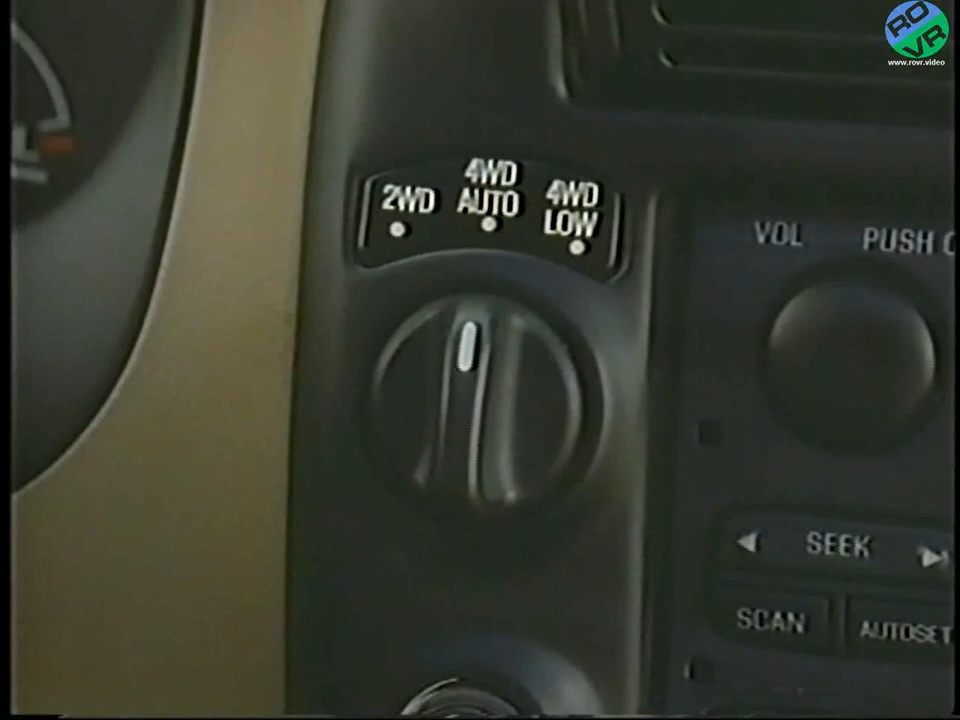 RO
VR
www.rovr.video
2WD
4WD
AUTO
4WD
LOW
VOL
PUSH
SEEK
SCAN
AUTOSET